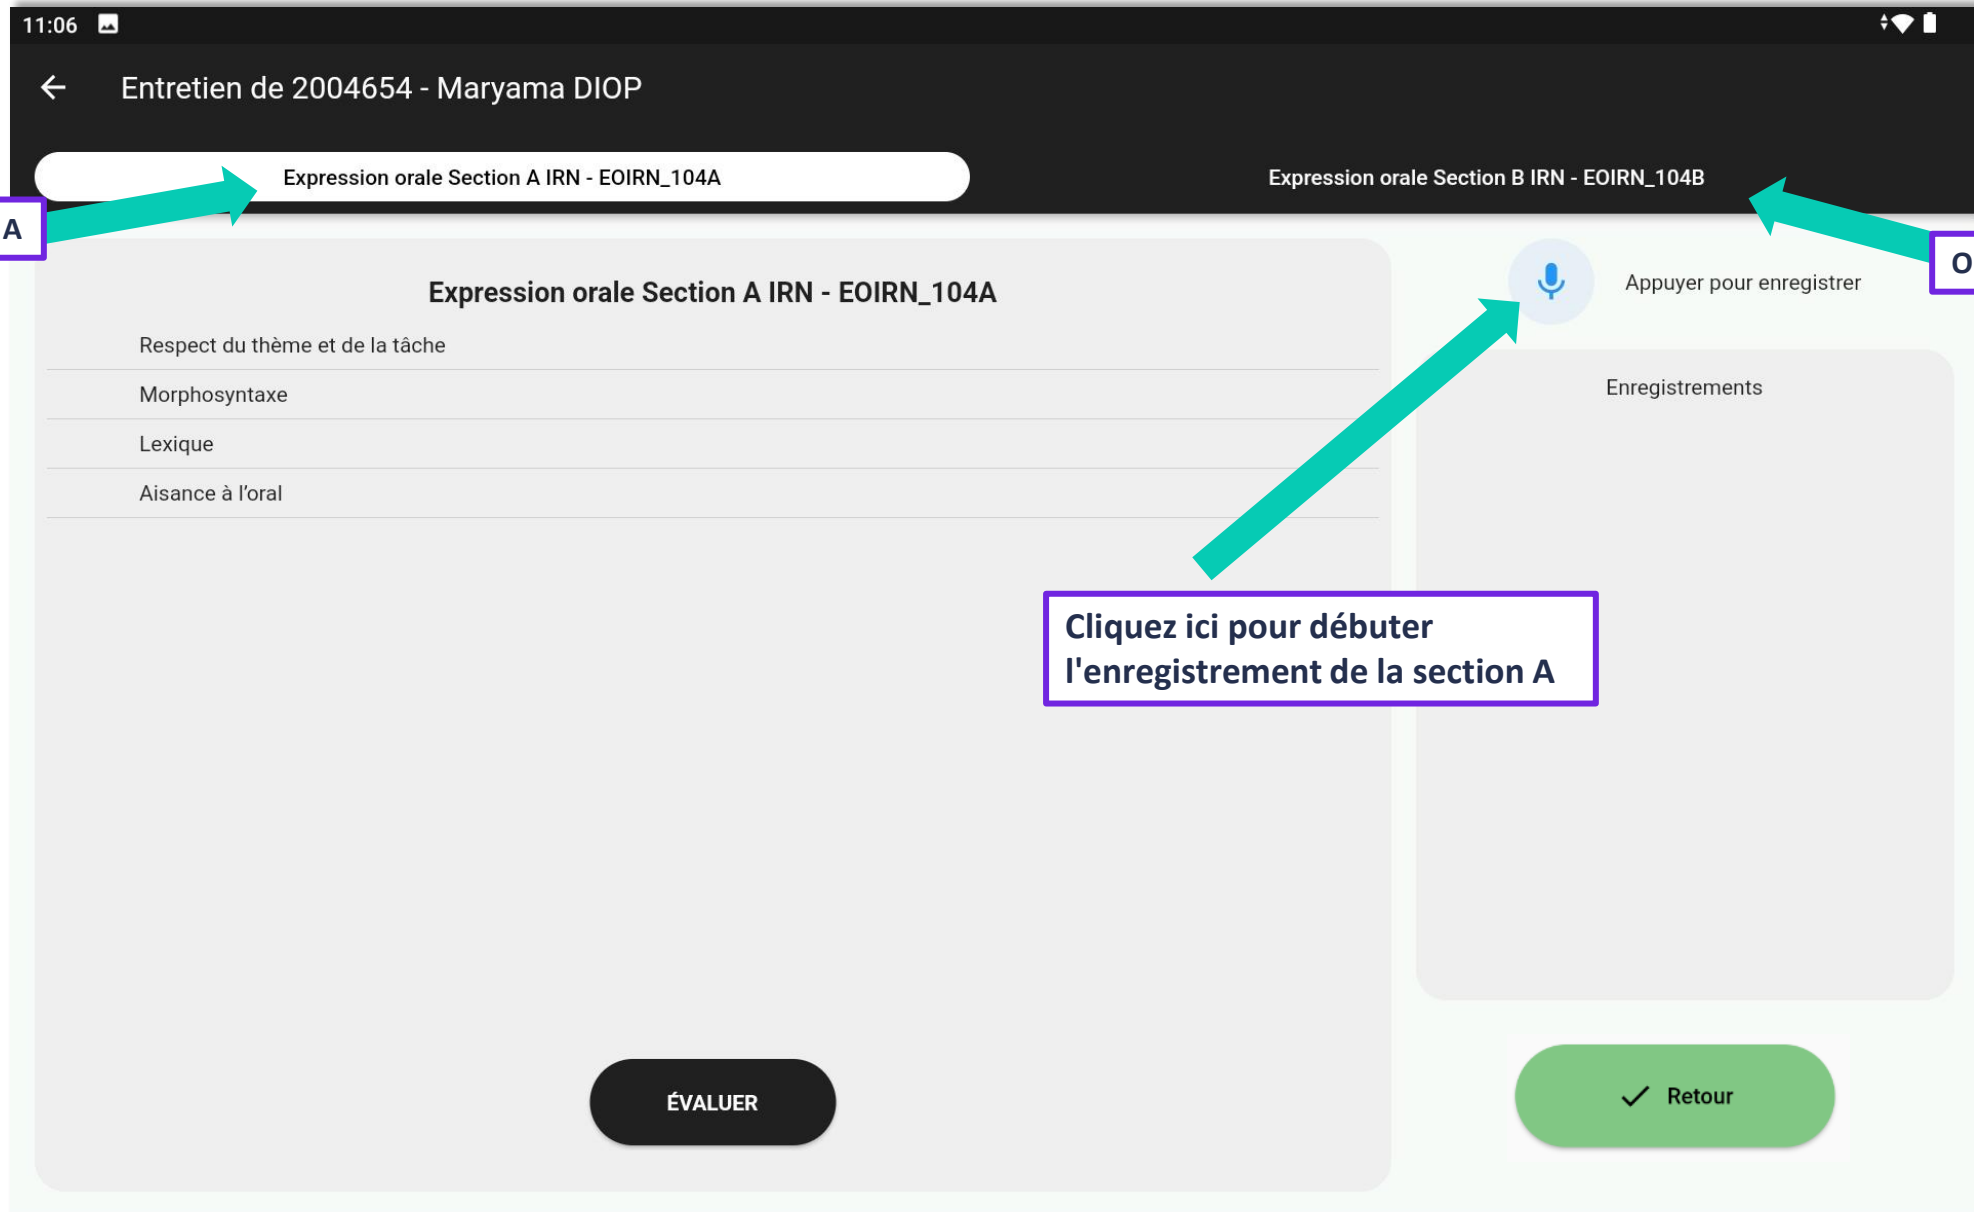 11:06
Entretien de 2004654 - Maryama DIOP
Expression orale Section A IRN - EOIRN_104A
Expression orale Section B IRN - EOIRN_104B
A
O
Expression orale Section A IRN - EOIRN_104A
Appuyer pour enregistrer
Respect du thème et de la tâche
Morphosyntaxe
Lexique
Aisance à l’oral
Enregistrements
Cliquez ici pour débuter
l'enregistrement de la section A
ÉVALUER
Retour